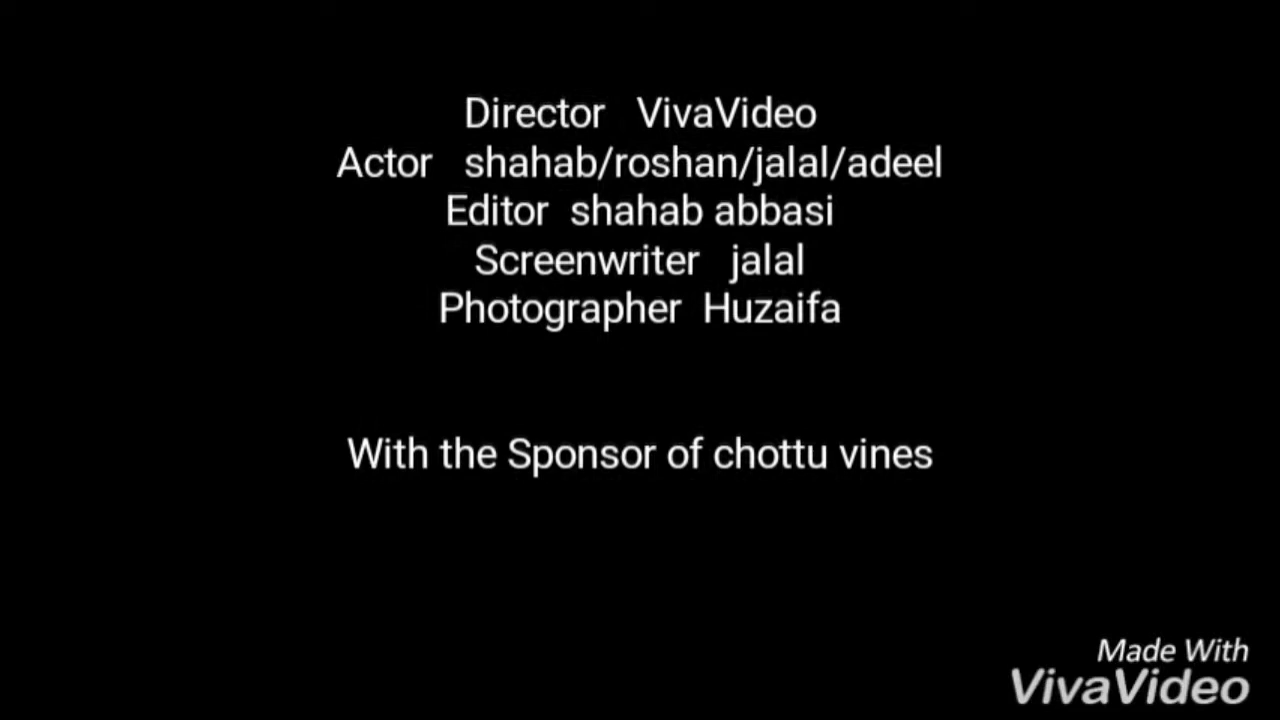 Director VivaVideo
Actor shahab/roshan/jalal/adeel
Editor shahab abbasi
Screenwriter jalal
Photographer Huzaifa
With the Sponsor of chottu vines
Made With
VivaVideo